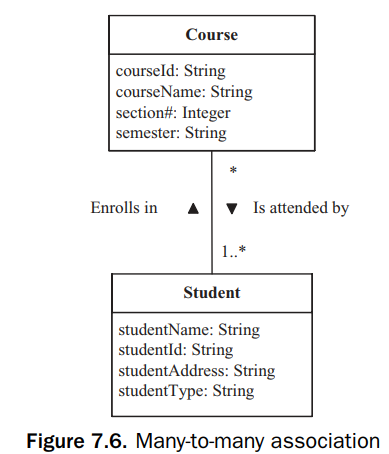 Course
courseId: String
courseName: String
section#: Integer
semester: String
*
Enrolls in ▲ ▼ Is attended by
1..*
Student
studentName: String
studentId: String
studentAddress: String
studentType: String
Figure 7.6. Many-to-many association